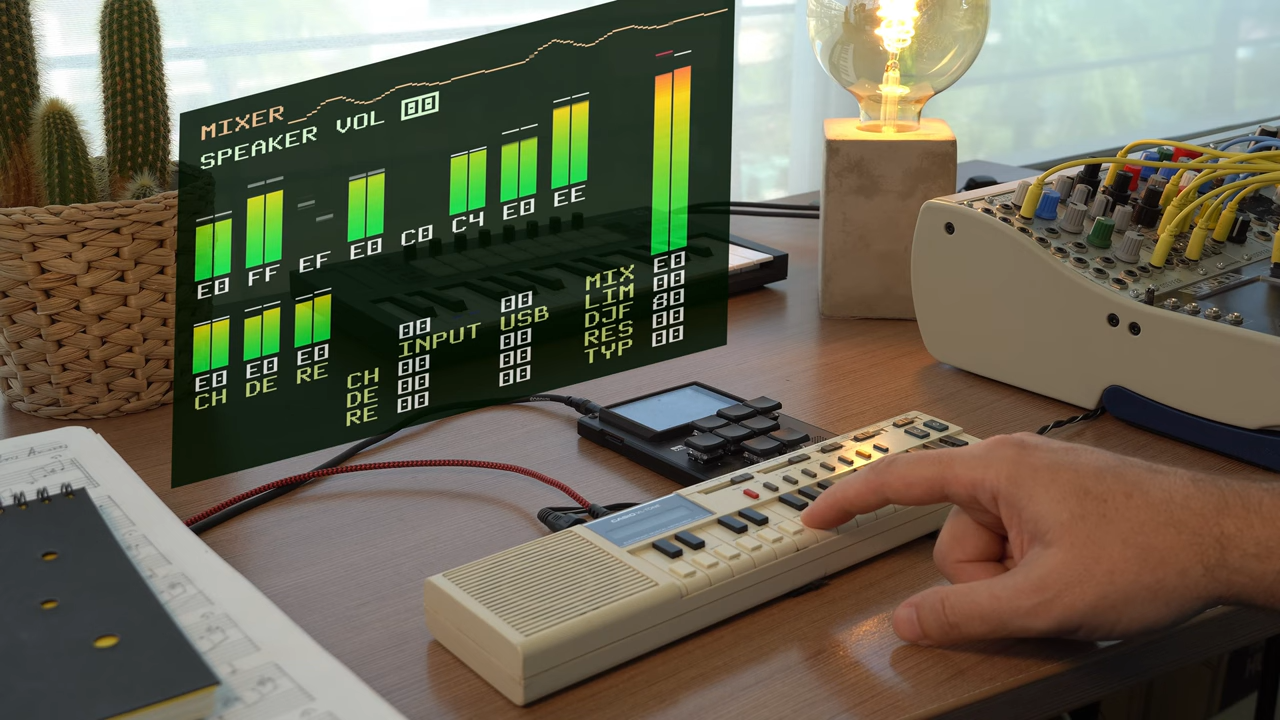 MIXER
SPEAKER VOL 00
E0 FF EF E0 C0 C4 E0 EE E0
E0 E0 E0
CH DE RE
INPUT USB
00 00
CH 00 00
DE 00 00
RE 00 00
MIX 00
LIM 80
DJF 00
RES 00
TYP